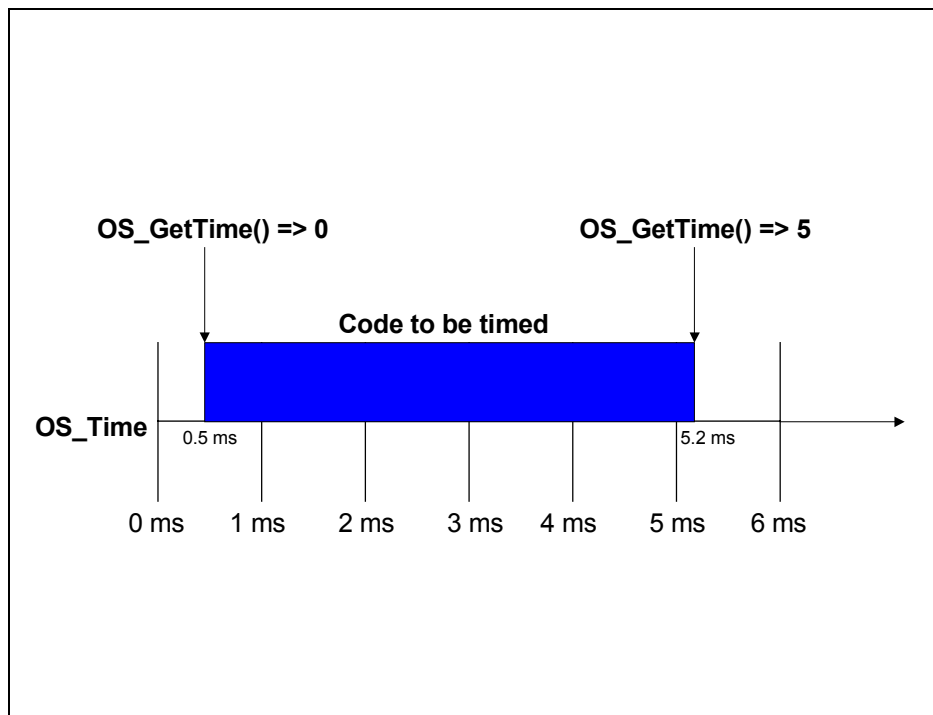 OS_GetTime() => 0
OS_GetTime() => 5
Code to be timed
OS_Time
0.5 ms
5.2 ms
0 ms
1 ms
2 ms
3 ms
4 ms
5 ms
6 ms